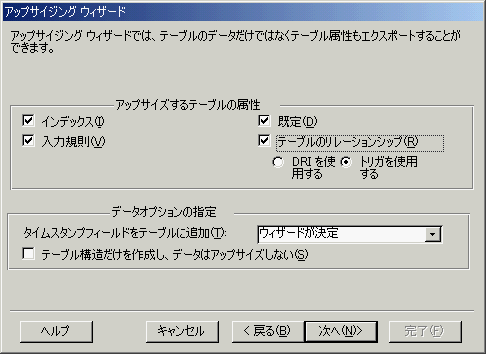 アップサイジング ウィザード
アップサイジング ウィザードでは、テーブルのデータだけではなくテーブル属性もエクスポートすることが
できます。
アップサイズするテーブルの属性
インデックス(I)
既定(D)
入力規則(V)
テーブルのリレーションシップ(R)
DRI を使
用する
トリガを使用
する
データオプションの指定
タイムスタンプフィールドをテーブルに追加(T):
ウィザードが決定
テーブル構造だけを作成し、データはアップサイズしない(S)
ヘルプ
キャンセル
< 戻る(B)
次へ(N)>
完了(F)